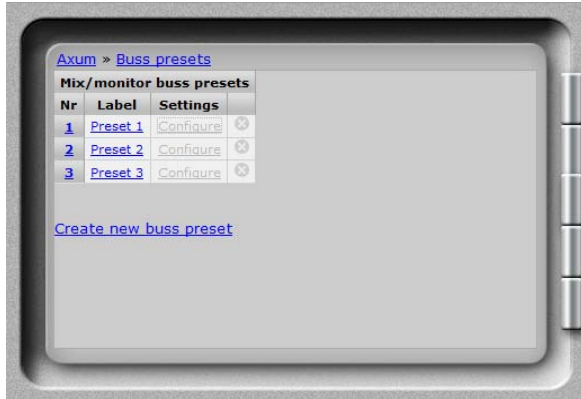 Axum » Buss presets
Mix/monitor buss presets
Nr Label Settings
1 Preset 1 Configure
2 Preset 2 Configure
3 Preset 3 Configure
Create new buss preset